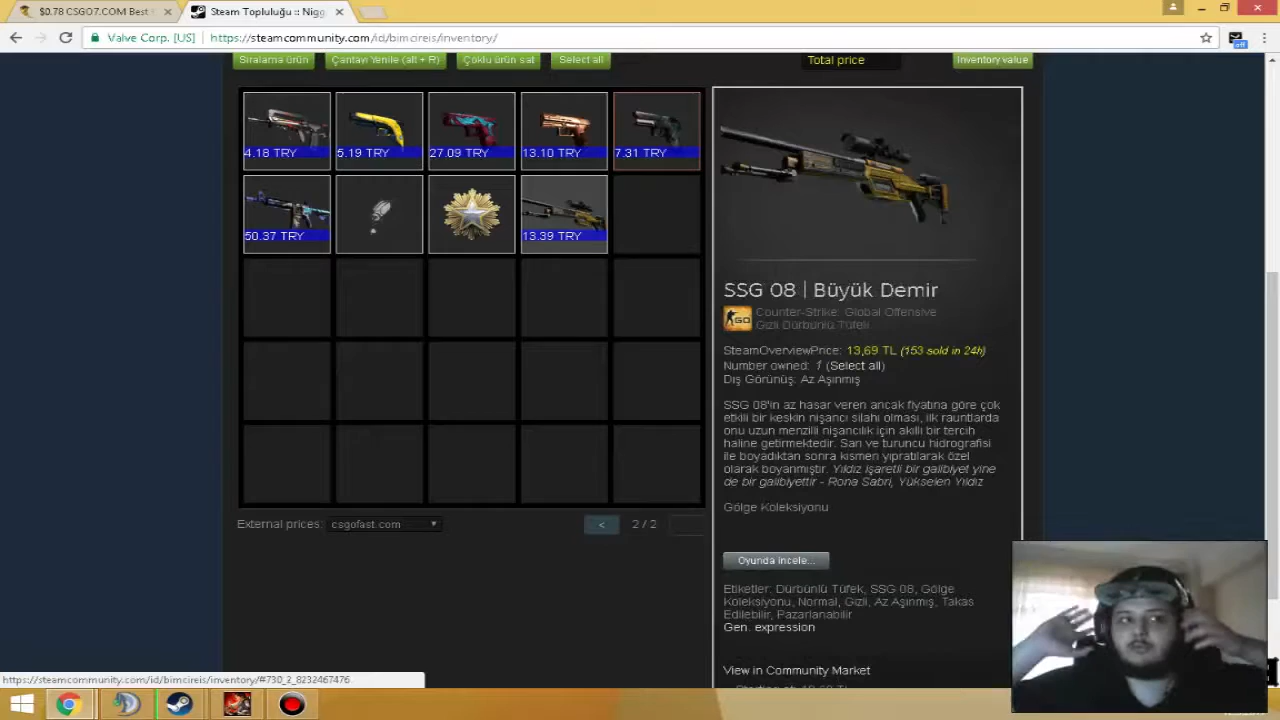 $0.78 CSGO7.COM Best
Steam Topluluğu :: Nigg
Valve Corp. [US] https://steamcommunity.com/id/bimcireis/inventory/
Sıralama ürün Çantayı Yenile (alt + R) Çoklu ürün sat Select all Total price Inventory value
4.18 TRY 5.19 TRY 27.09 TRY 13.10 TRY 7.31 TRY
50.37 TRY 13.39 TRY
External prices: csgofast.com < 2 / 2
SSG 08 | Büyük Demir
GO Counter-Strike: Global Offensive
Gizli Dürbünlü Tüfeli
SteamOverviewPrice: 13,69 TL (153 sold in 24h)
Number owned: 1 (Select all)
Dış Görünüş: Az Aşınmış
SSG 08'in az hasar veren ancak fiyatına göre çok
etkili bir keskin nişancı silahı olması, ilk rauntlarda
onu uzun menzilli nişancılık için akıllı bir tercih
haline getirmektedir. Sarı ve turuncu hidrografisi
ile boyadıktan sonra kısmen yıpratılarak özel
olarak boyanmıştır. Yıldız işaretli bir galibiyet yine
de bir galibiyettir - Rona Sabri, Yükselen Yıldız
Gölge Koleksiyonu
Oyunda incele...
Etiketler: Dürbünlü Tüfek, SSG 08, Gölge
Koleksiyonu, Normal, Gizli, Az Aşınmış, Takas
Edilebilir, Pazarlanabilir
Gen. expression
View in Community Market
https://steamcommunity.com/id/bimcireis/inventory/#730_2_8232467476